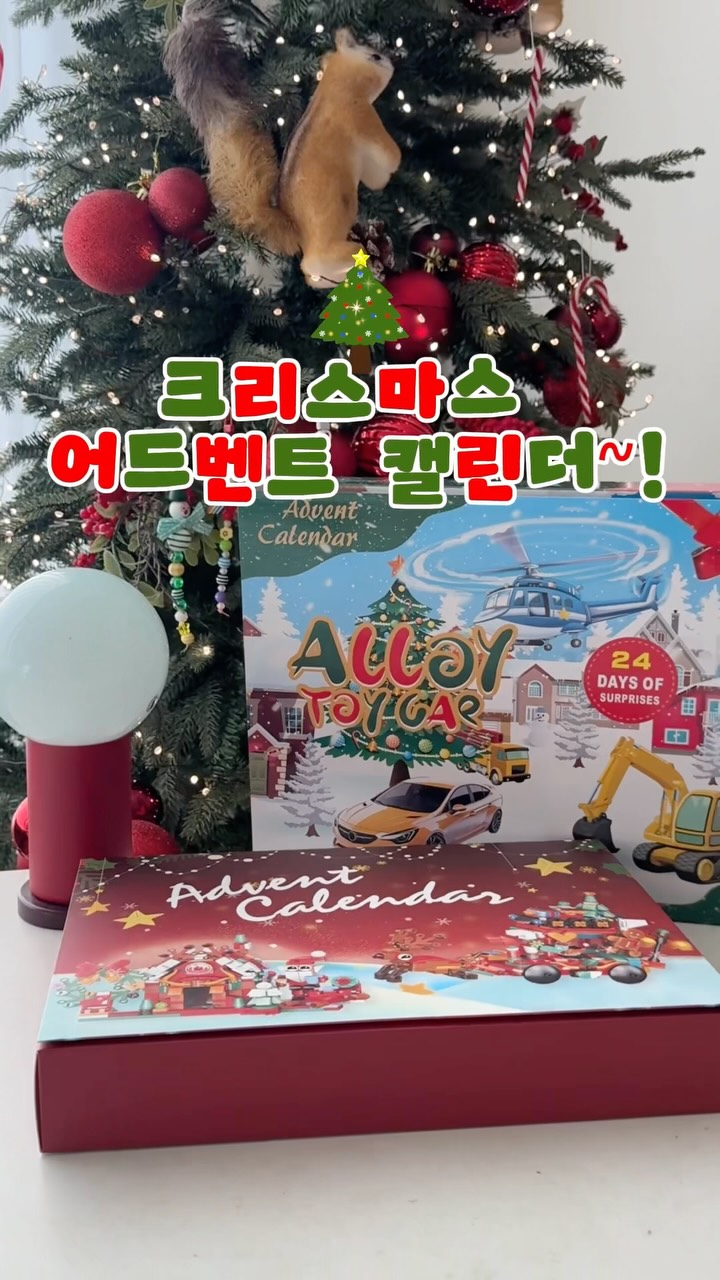 크리스마스
어드벤트 캘린더~!
Advent
Calendar
ALLOY
TOY CAR
24
DAYS OF
SURPRISES
Advent
Calendar